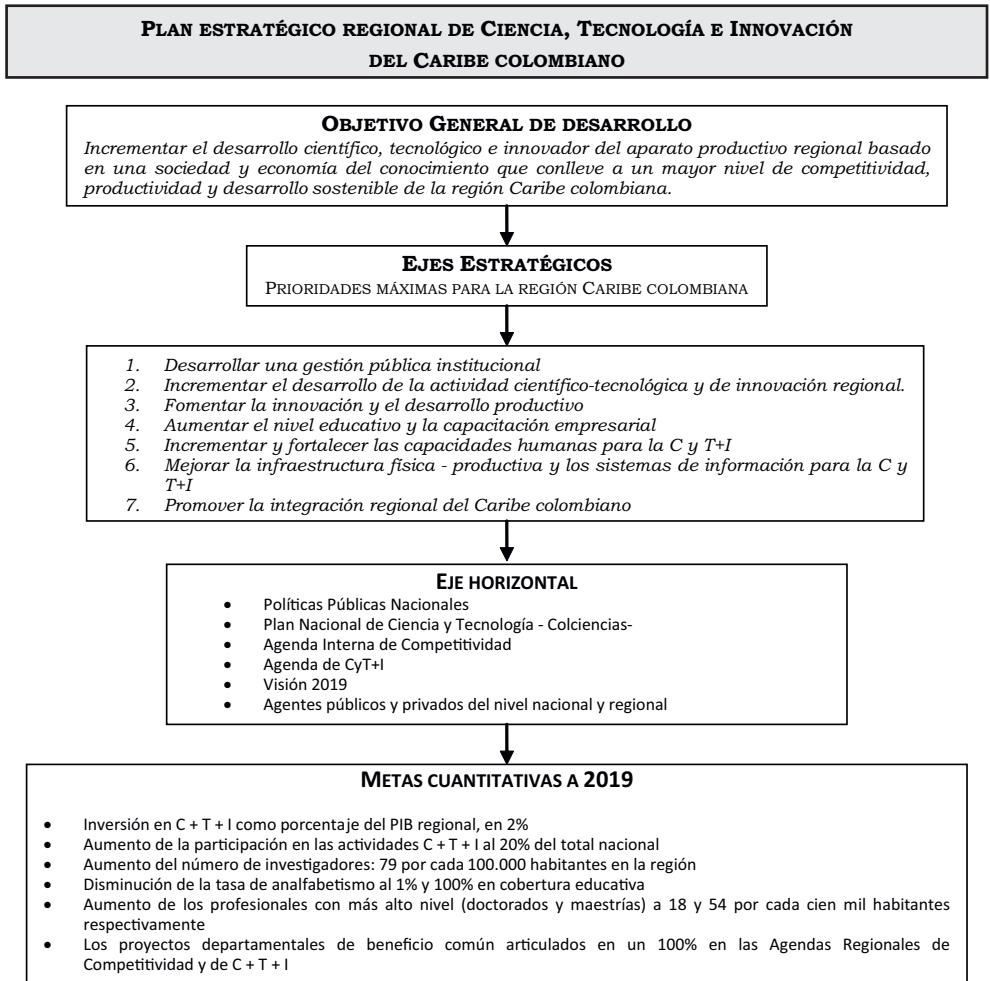 PLAN ESTRATÉGICO REGIONAL DE CIENCIA, TECNOLOGÍA E INNOVACIÓN
DEL CARIBE COLOMBIANO
OBJETIVO GENERAL DE DESARROLLO
Incrementar el desarrollo científico, tecnológico e innovador del aparato productivo regional basado
en una sociedad y economía del conocimiento que conlleve a un mayor nivel de competitividad,
productividad y desarrollo sostenible de la región Caribe colombiana.
EJES ESTRATÉGICOS
PRIORIDADES MÁXIMAS PARA LA REGIÓN CARIBE COLOMBIANA
1. Desarrollar una gestión pública institucional
2. Incrementar el desarrollo de la actividad científico-tecnológica y de innovación regional.
3. Fomentar la innovación y el desarrollo productivo
4. Aumentar el nivel educativo y la capacitación empresarial
5. Incrementar y fortalecer las capacidades humanas para la C y T+I
6. Mejorar la infraestructura física - productiva y los sistemas de información para la C y
T+I
7. Promover la integración regional del Caribe colombiano
EJE HORIZONTAL
• Políticas Públicas Nacionales
• Plan Nacional de Ciencia y Tecnología - Colciencias-
• Agenda Interna de Competitividad
• Agenda de CyT+I
• Visión 2019
• Agentes públicos y privados del nivel nacional y regional
METAS CUANTITATIVAS A 2019
• Inversión en C + T + I como porcentaje del PIB regional, en 2%
• Aumento de la participación en las actividades C + T + I al 20% del total nacional
• Aumento del número de investigadores: 79 por cada 100.000 habitantes en la región
• Disminución de la tasa de analfabetismo al 1% y 100% en cobertura educativa
• Aumento de los profesionales con más alto nivel (doctorados y maestrías) a 18 y 54 por cada cien mil habitantes
respectivamente
• Los proyectos departamentales de beneficio común articulados en un 100% en las Agendas Regionales de
Competitividad y de C + T + I